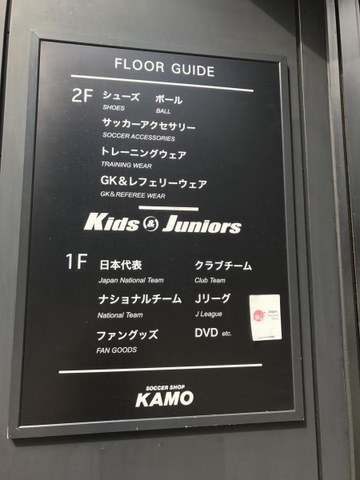 FLOOR GUIDE
2F シューズ ボール
SHOES BALL
サッカーアクセサリー
SOCCER ACCESSORIES
トレーニングウェア
TRAINING WEAR
GK&レフェリーウェア
GK&REFEREE WEAR
Kids & Juniors
1F 日本代表 クラブチーム
Japan National Team Club Team
ナショナルチーム Jリーグ
National Team J League
ファングッズ DVD etc.
FAN GOODS
Japan
SOCCER SHOP
KAMO